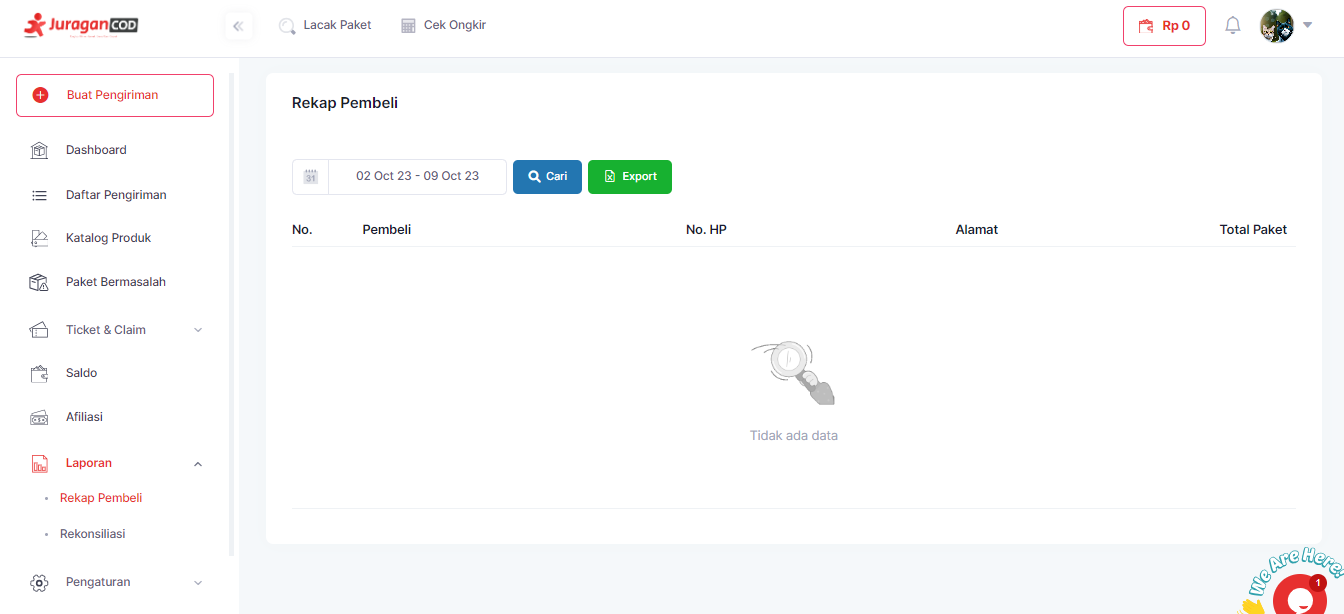 JuraganCOD
Lacak Paket
Cek Ongkir
Rp 0
Buat Pengiriman
Dashboard
Daftar Pengiriman
Katalog Produk
Paket Bermasalah
Ticket & Claim
Saldo
Afiliasi
Laporan
Rekap Pembeli
Rekonsiliasi
Pengaturan
Rekap Pembeli
31
02 Oct 23 - 09 Oct 23
Cari
Export
No. Pembeli No. HP Alamat Total Paket
Tidak ada data
We Are Here!
1